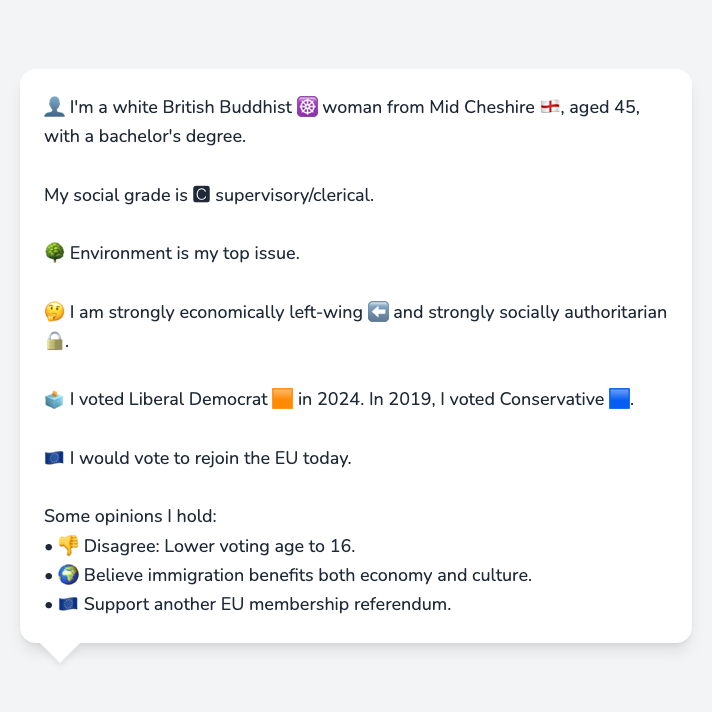 👤 I'm a white British Buddhist ☸️ woman from Mid Cheshire 🏴󠁧󠁢󠁥󠁮󠁧󠁿, aged 45,
with a bachelor's degree.
My social grade is 🅲 supervisory/clerical.
🌳 Environment is my top issue.
🤔 I am strongly economically left-wing ⬅️ and strongly socially authoritarian
🔒.
🗳️ I voted Liberal Democrat 🟧 in 2024. In 2019, I voted Conservative 🟦.
🇪🇺 I would vote to rejoin the EU today.
Some opinions I hold:
• 👎 Disagree: Lower voting age to 16.
• 🌍 Believe immigration benefits both economy and culture.
• 🇪🇺 Support another EU membership referendum.